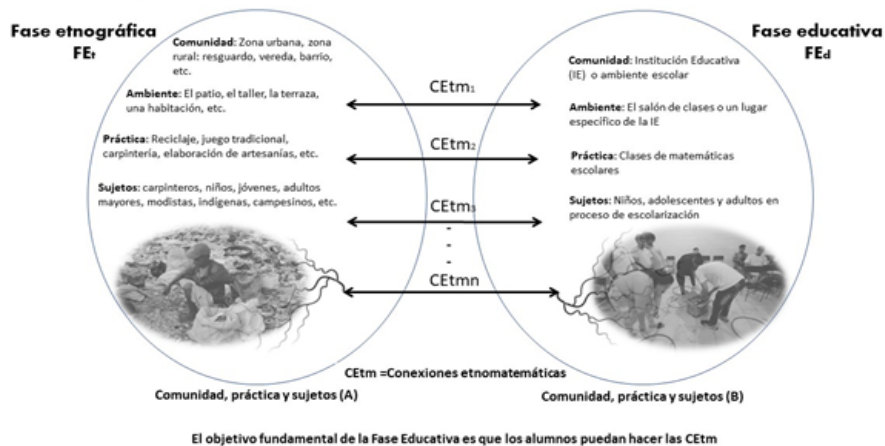 Fase etnográfica
FEt
Comunidad: Zona urbana, zona
rural: resguardo, vereda, barrio,
etc.
Ambiente: El patio, el taller, la terraza,
una habitación, etc.
Práctica: Reciclaje, juego tradicional,
carpintería, elaboración de artesanías, etc.
Sujetos: carpinteros, niños, jóvenes, adultos
mayores, modistas, indígenas, campesinos, etc.
CEtm1
CEtm2
CEtm3
-
-
-
CEtmn
Fase educativa
FEd
Comunidad: Institución Educativa
(IE) o ambiente escolar
Ambiente: El salón de clases o un lugar
específico de la IE
Práctica: Clases de matemáticas
escolares
Sujetos: Niños, adolescentes y adultos en
proceso de escolarización
CEtm =Conexiones etnomatemáticas
Comunidad, práctica y sujetos (A)
Comunidad, práctica y sujetos (B)
El objetivo fundamental de la Fase Educativa es que los alumnos puedan hacer las CEtm